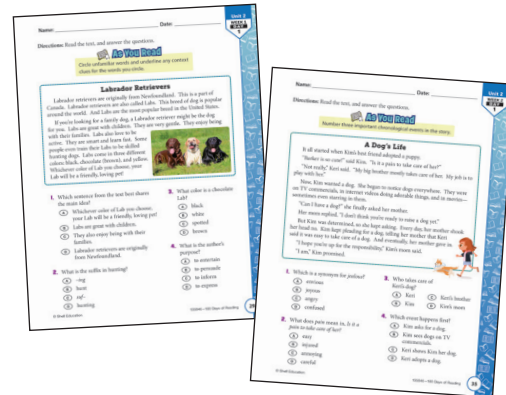 Name: Date:
Unit 2
WEEK 2
DAY
1
Directions: Read the text, and answer the questions.
As You Read
Circle unfamiliar words and underline any context
clues for the words you circle.
Labrador Retrievers
Labrador retrievers are originally from Newfoundland. This is a part of
Canada. Labrador retrievers are also called Labs. This breed of dog is popular
around the world. And Labs are the most popular breed in the United States.
If you're looking for a family dog, a Labrador retriever might be the dog
for you. Labs are great with children. They are very gentle. They enjoy being
with their families. Labs also love to be
active. They are smart and learn fast. Some
people even train their Labs to be skilled
hunting dogs. Labs come in three different
colors: black, chocolate (brown), and yellow.
Whichever color of Lab you choose, your
Lab will be a friendly, loving pet!
1. Which sentence from the text best shares
the main idea?
A Whichever color of Lab you choose,
your Lab will be a friendly, loving pet!
B Labs are great with children.
C They also enjoy being with their
families.
D Labrador retrievers are originally
from Newfoundland.
2. What is the suffix in hunting?
A -ing
B hunt
C
D hunting
3. What color is a chocolate
Lab?
A black
B white
C spotted
D brown
4. What is the author's
purpose?
A to entertain
B to persuade
C to inform
D to express
© Shell Education
180 Days of Reading
Name: Date:
Unit 2
DAY
Directions: Read the text, and answer the questions.
As You Read
Number three important chronological events in the story.
A Dog's Life
It all started when Kim's best friend adopted a puppy.
"Barker is so cute!" said Kim. "Is it a pain to take care of her?"
"Not really," Keri said. "My big brother mostly takes care of her. My job is to
play with her."
Now, Kim wanted a dog. She began to notice dogs everywhere. They were
on TV commercials, in internet videos doing adorable things, and in movies—
sometimes even starring in them.
"Can I have a dog?" she finally asked her mother.
Her mom replied, "I don't think you're ready to raise a dog yet."
But Kim was determined, so she kept asking. Every day, her mother shook
her head no. Kim kept pleading for a dog, telling her mother that Keri
said it was easy to take care of a dog. And eventually, her mother gave in.
"I hope you're up for the responsibility," Keri's mom said.
"I am," Kim promised.
1. Which is a synonym for jealous?
A envious
B joyous
C angry
D confused
2. What does pain mean in, Is it a
pain to take care of her?
A easy
B injured
C annoying
D careful
3. Who takes care of
Keri's dog?
A Keri
B Kim
C Keri's brother
D Kim's mom
4. Which event happens first?
A Kim asks for a dog.
B Kim sees dogs on TV
commercials.
C Keri shows Kim her dog.
D Keri adopts a dog.
© Shell Education
180 Days of Reading